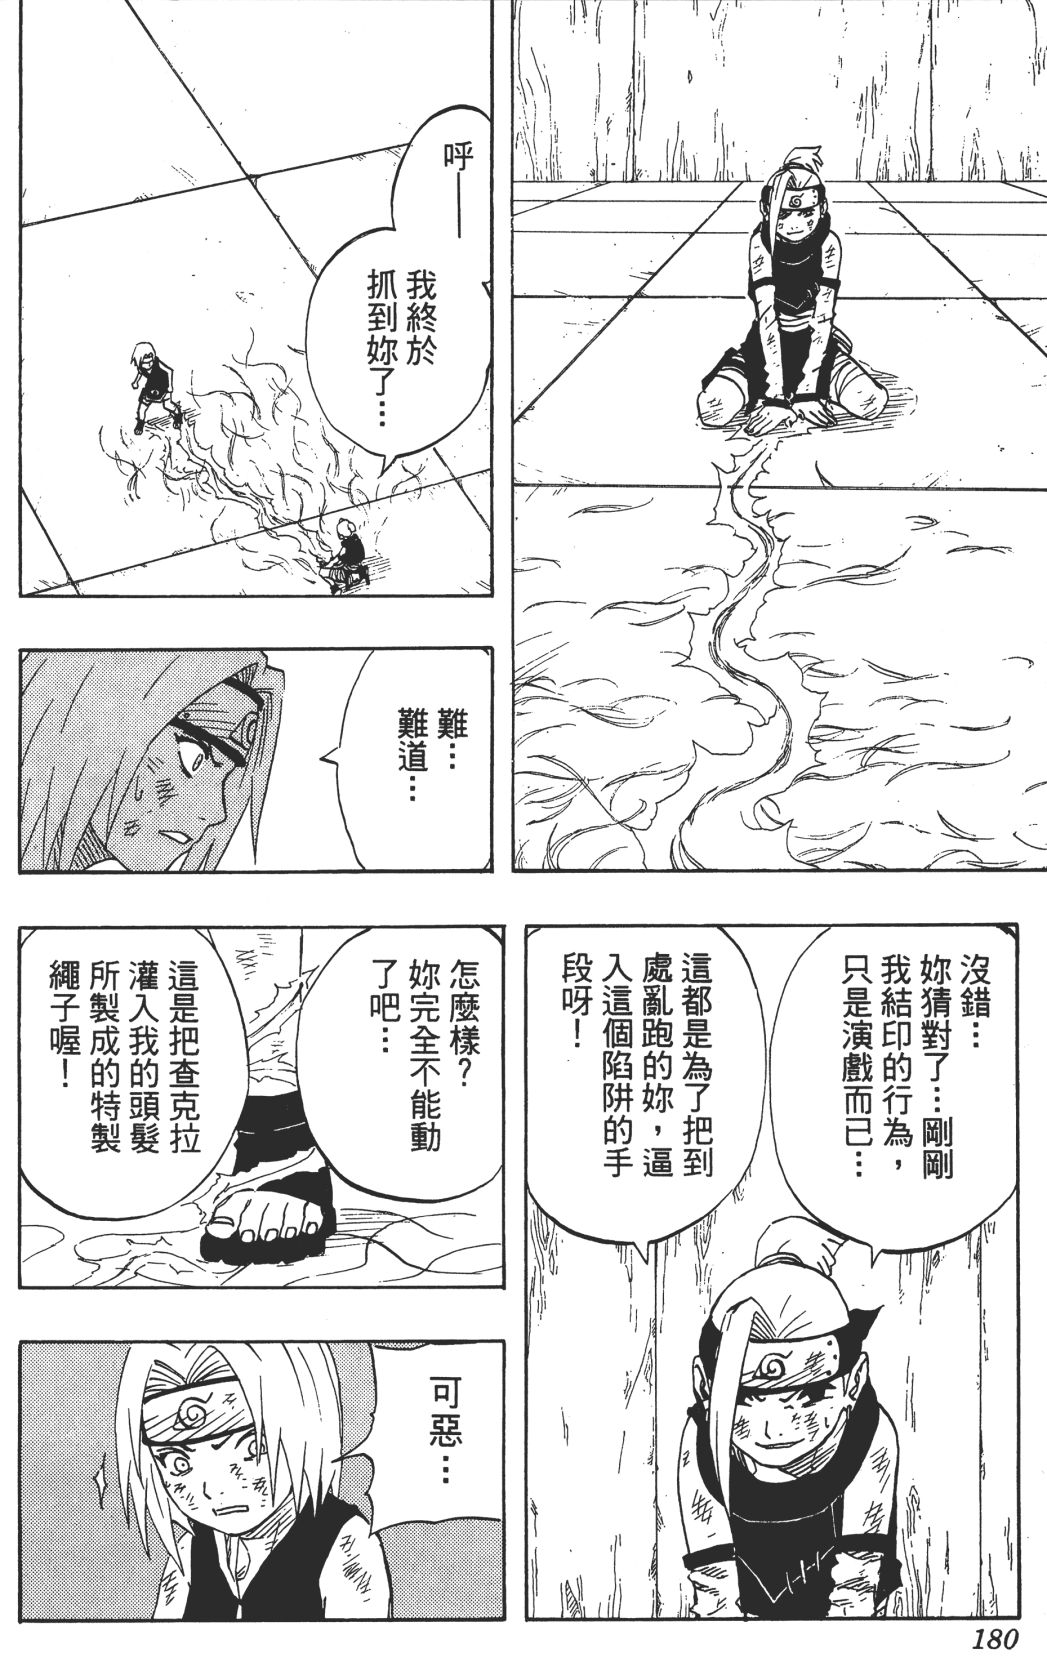 呼——
我終於
抓到妳了…
難…
難道…
沒錯…
妳猜對了…剛剛
我結印的行為，
只是演戲而已…
這都是為了把到
處亂跑的妳，逼
入這個陷阱的手
段呀！
怎麼樣？
妳完全不能動
了吧…
這是把查克拉
灌入我的頭髮
所製成的特製
繩子喔！
可惡…
180